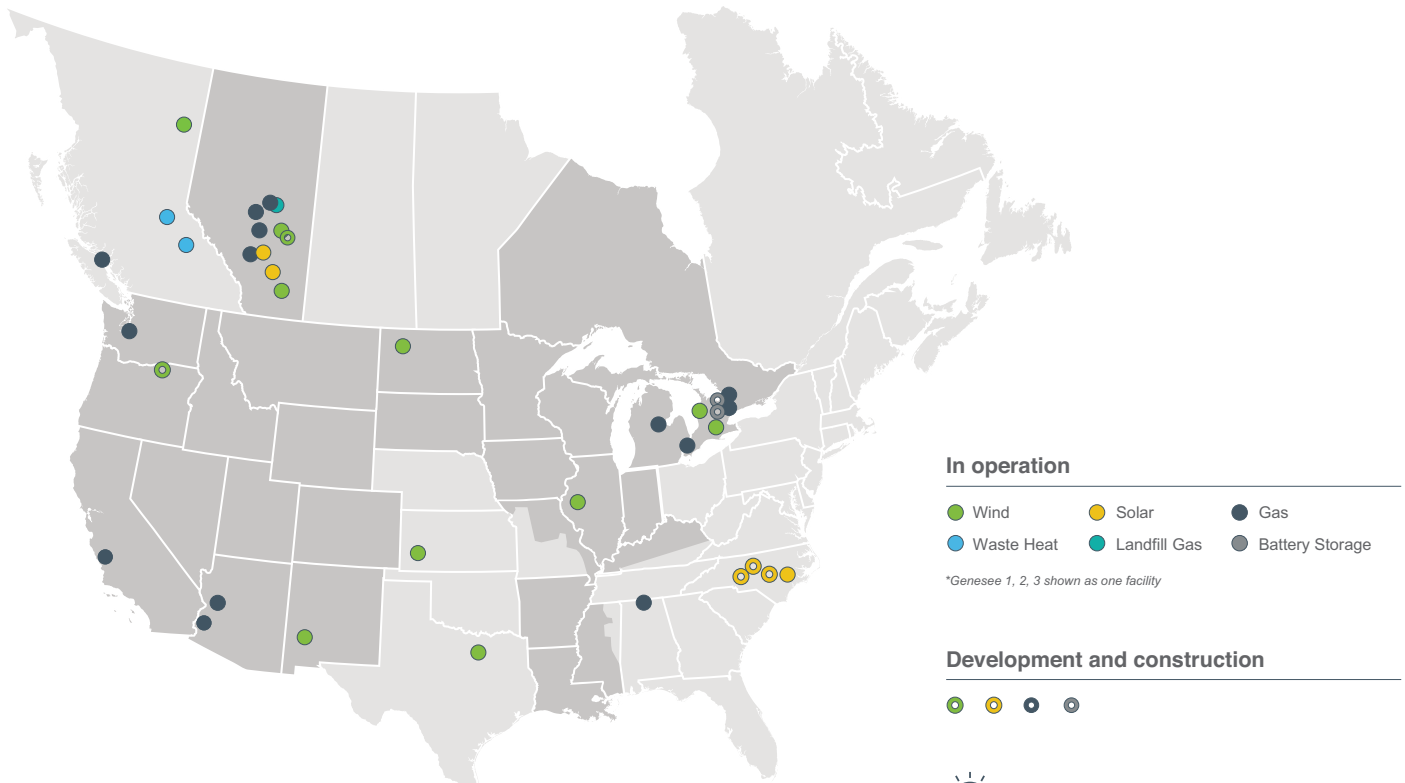 In operation
Wind
Solar
Gas
Waste Heat
Landfill Gas
Battery Storage
*Genesee 1, 2, 3 shown as one facility
Development and construction